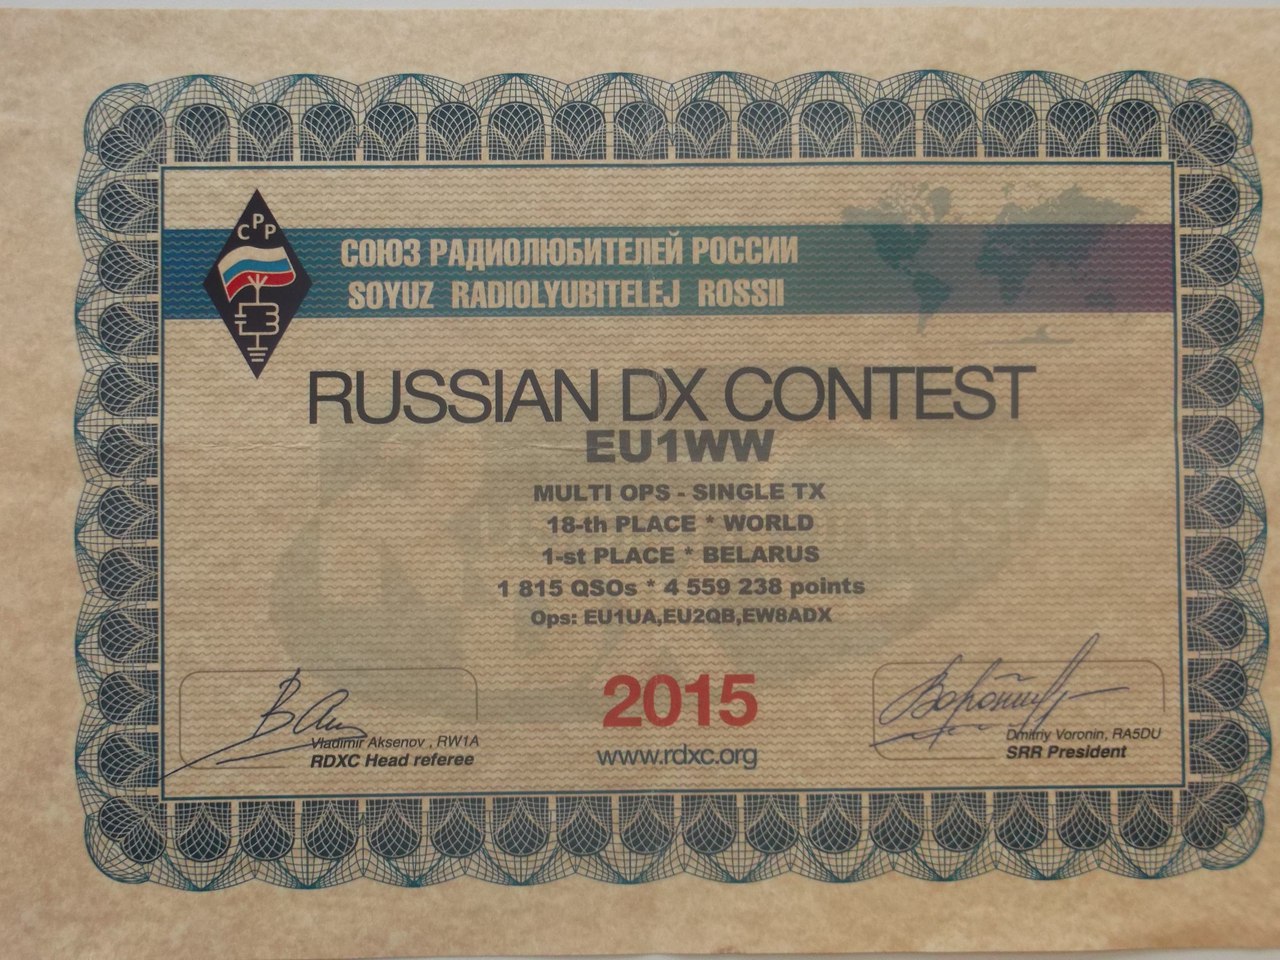 СРР
СОЮЗ РАДИОЛЮБИТЕЛЕЙ РОССИИ
SOYUZ RADIOLYUBITELEJ ROSSII
RUSSIAN DX CONTEST
EU1WW
MULTI OPS - SINGLE TX
18-th PLACE * WORLD
1-st PLACE * BELARUS
1 815 QSOs * 4 559 238 points
Ops: EU1UA,EU2QB,EW8ADX
2015
www.rdxc.org
Vladimir Aksenov , RW1A
RDXC Head referee
Dmitriy Voronin, RA5DU
SRR President